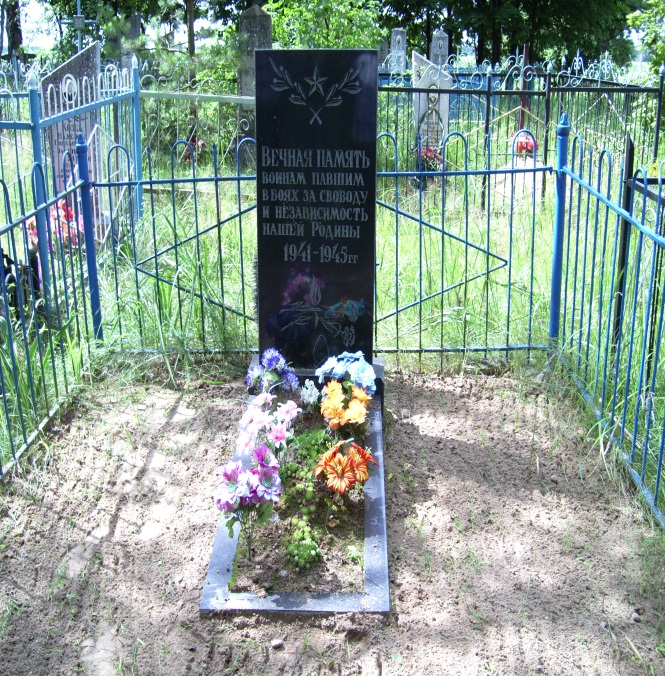 Вечная память
воинам павшим
в боях за свободу
и независимость
нашей Родины
1941-1945гг